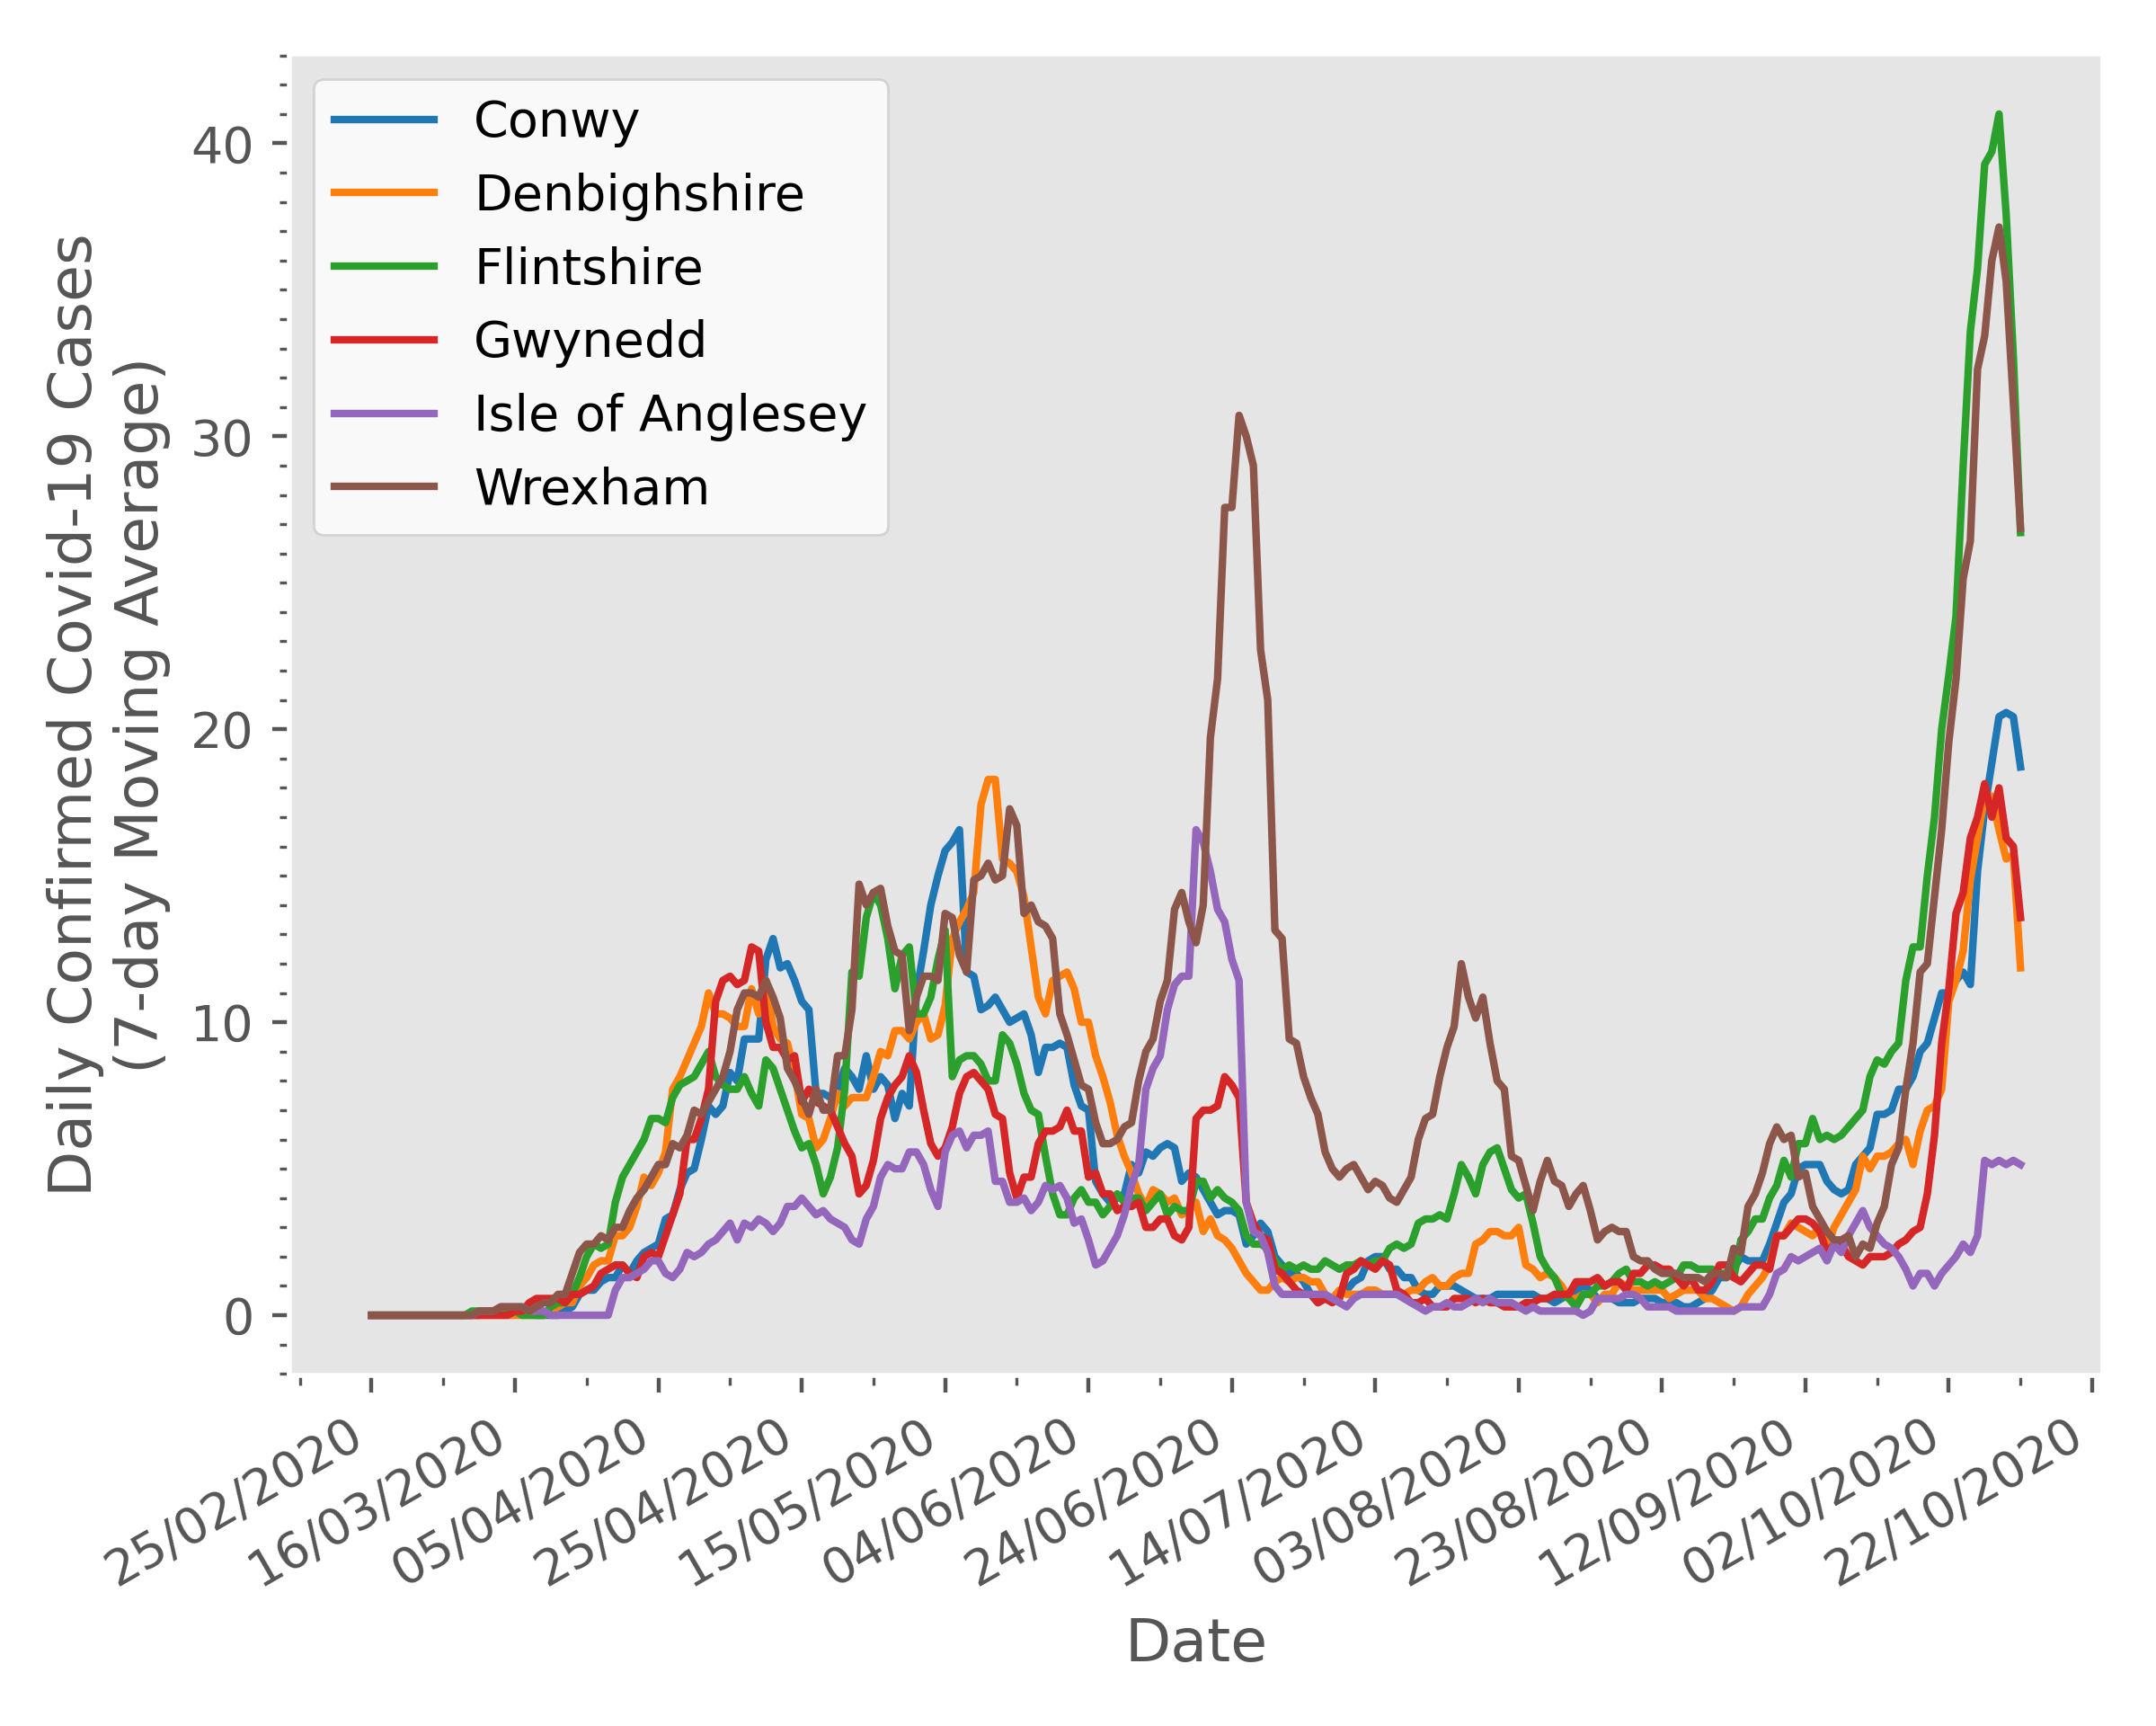 Daily Confirmed Covid-19 Cases
(7-day Moving Average)
40
30
20
10
0
Conwy
Denbighshire
Flintshire
Gwynedd
Isle of Anglesey
Wrexham
25/02/2020
16/03/2020
05/04/2020
25/04/2020
15/05/2020
04/06/2020
24/06/2020
14/07/2020
03/08/2020
23/08/2020
12/09/2020
02/10/2020
22/10/2020
Date